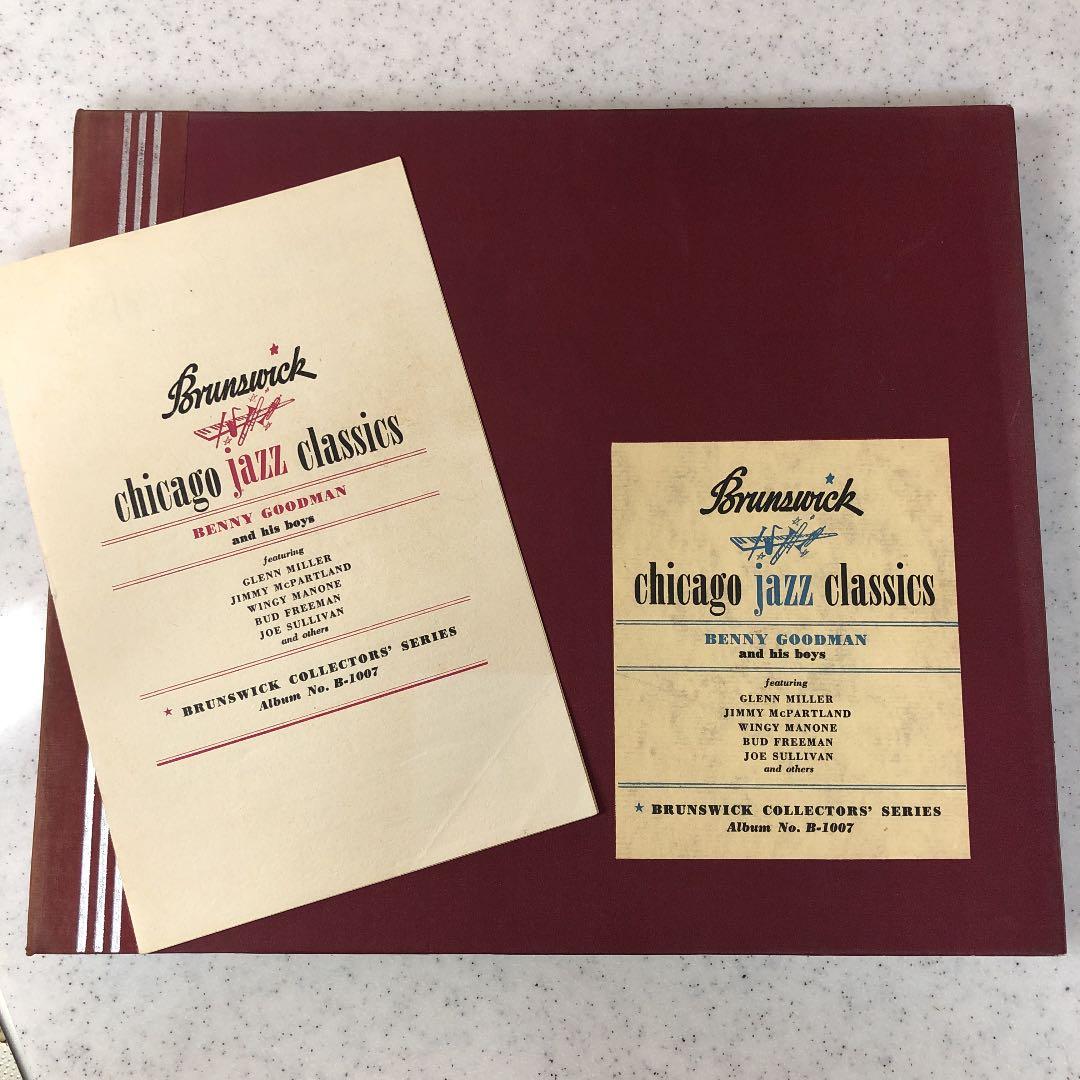 Brunswick
chicago jazz classics
BENNY GOODMAN
and his boys
featuring
GLENN MILLER
JIMMY McPARTLAND
WINGY MANONE
BUD FREEMAN
JOE SULLIVAN
and others
★ BRUNSWICK COLLECTORS' SERIES
Album No. B-1007
Brunswick
chicago jazz classics
BENNY GOODMAN
and his boys
featuring
GLENN MILLER
JIMMY McPARTLAND
WINGY MANONE
BUD FREEMAN
JOE SULLIVAN
and others
★ BRUNSWICK COLLECTORS' SERIES
Album No. B-1007